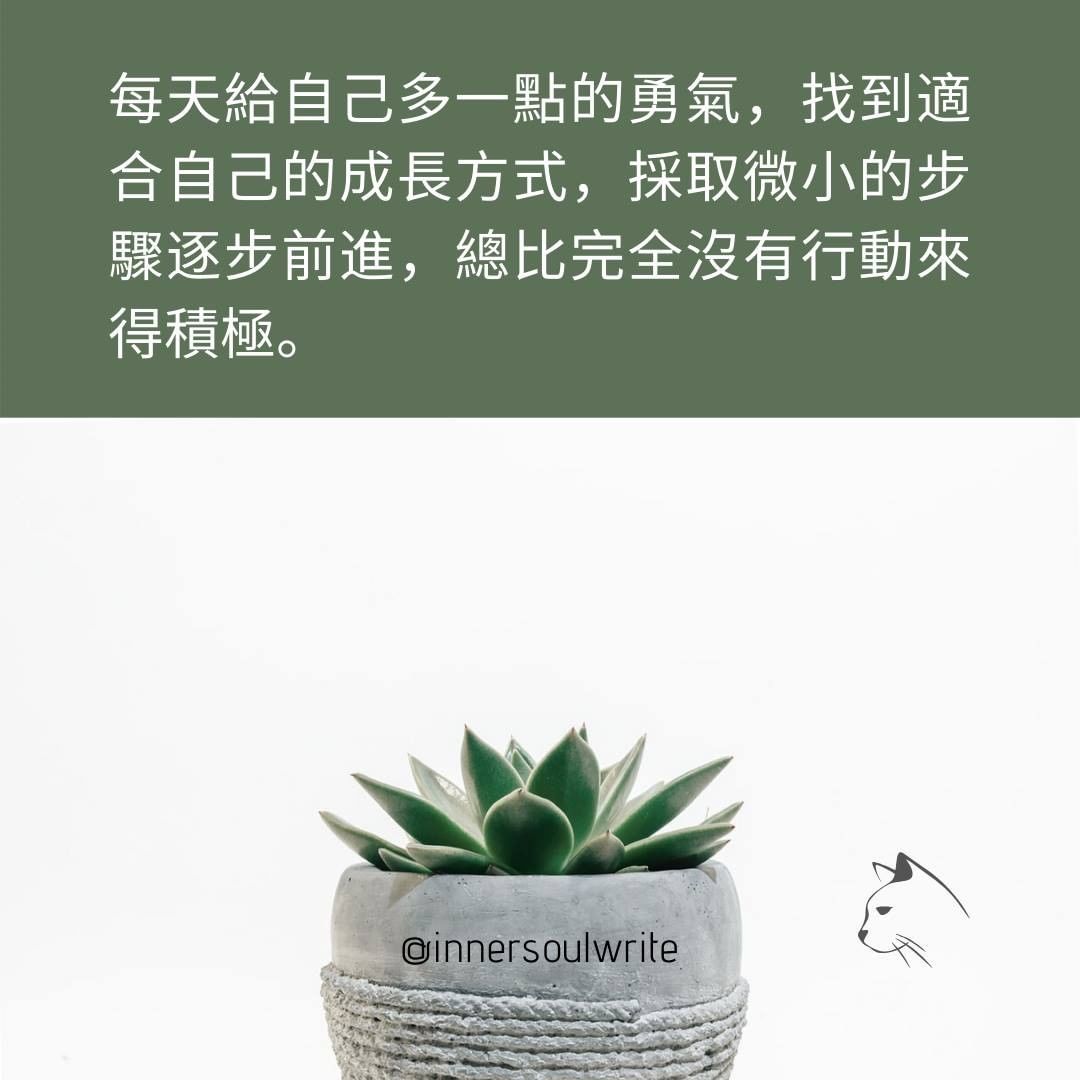 每天給自己多一點的勇氣，找到適
合自己的成長方式，採取微小的步
驟逐步前進，總比完全沒有行動來
得積極。
@innersoulwrite